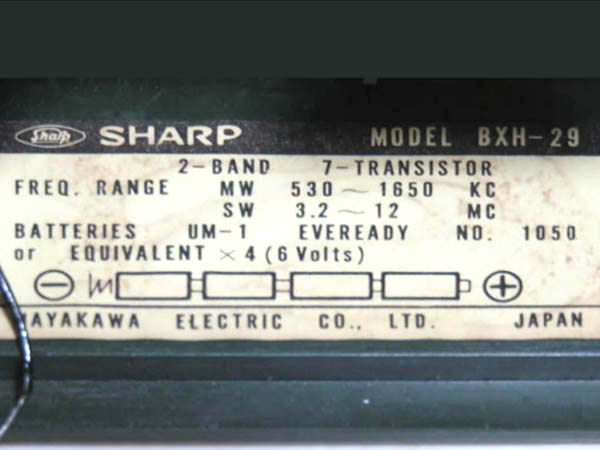 Sharp SHARP MODEL BXH-29
2-BAND 7-TRANSISTOR
FREQ. RANGE MW 530 ~ 1650 KC
SW 3.2 ~ 12 MC
BATTERIES UM-1 EVEREADY NO. 1050
or EQUIVALENT × 4 (6 Volts)
⊖ ⊕
AYAKAWA ELECTRIC CO., LTD. JAPAN